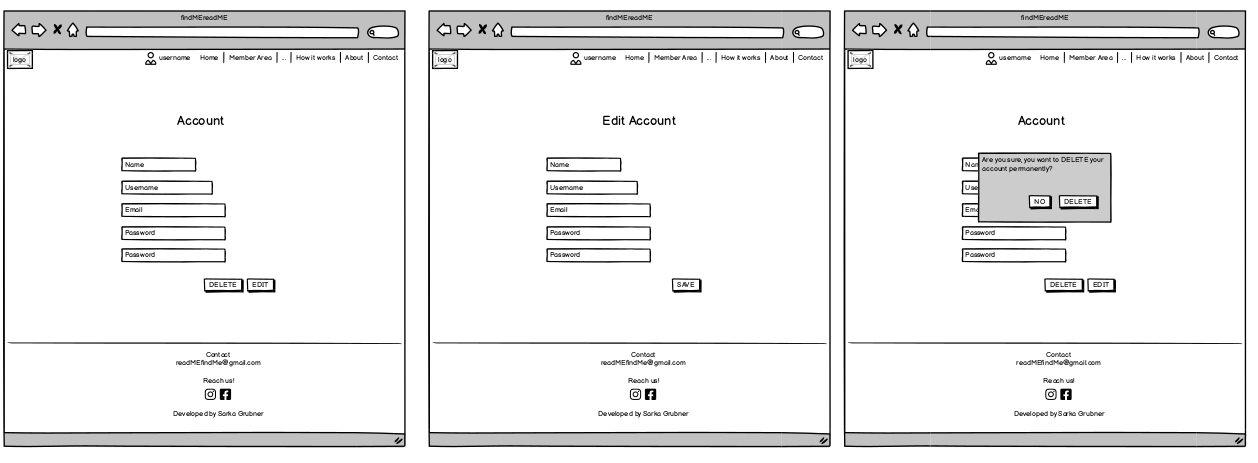 findMEreadME
logo
username Home Member Area ... How it works About Contact
Account
Name
Username
Email
Password
Password
DELETE EDIT
Contact
readMEfindMe@gmail.com
Reach us!
Developed by Sarka Grubner
findMEreadME
logo
username Home Member Area ... How it works About Contact
Edit Account
Name
Username
Email
Password
Password
SAVE
Contact
readMEfindMe@gmail.com
Reach us!
Developed by Sarka Grubner
findMEreadME
logo
username Home Member Area ... How it works About Contact
Account
Are you sure, you want to DELETE your
account permanently?
NO DELETE
Nan
Use
Ema
Password
Password
DELETE EDIT
Contact
readMEfindMe@gmail.com
Reach us!
Developed by Sarka Grubner